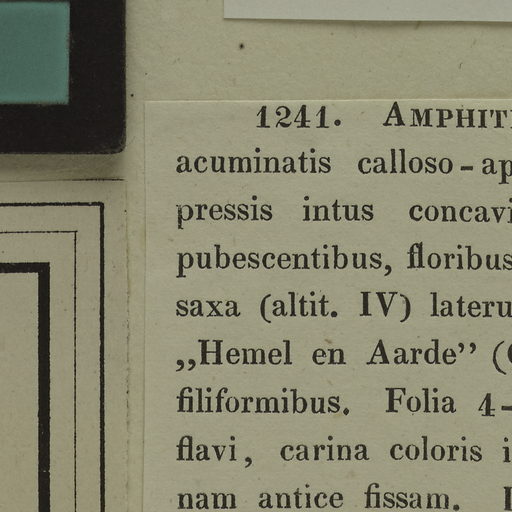 1241. AMPHIT
acuminatis calloso-ap
pressis intus concavi
pubescentibus, floribus
saxa (altit. IV) lateru
„Hemel en Aarde” (
filiformibus. Folia 4-
flavi, carina coloris i
nam antice fissam.